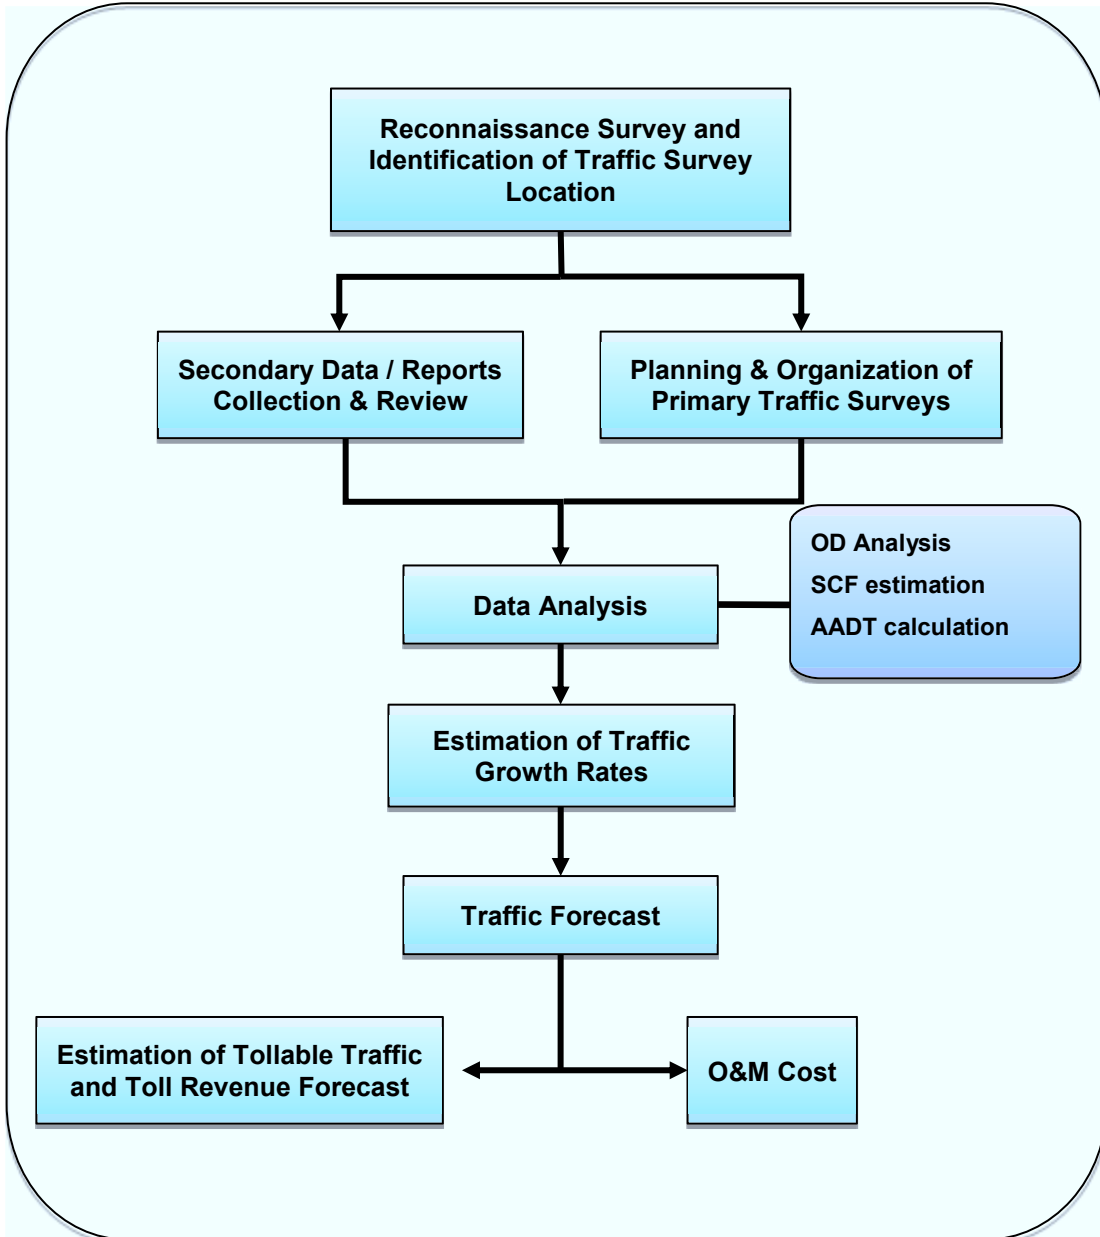 Reconnaissance Survey and
Identification of Traffic Survey
Location
Secondary Data / Reports
Collection & Review
Planning & Organization of
Primary Traffic Surveys
OD Analysis
SCF estimation
AADT calculation
Data Analysis
Estimation of Traffic
Growth Rates
Traffic Forecast
Estimation of Tollable Traffic
and Toll Revenue Forecast
O&M Cost